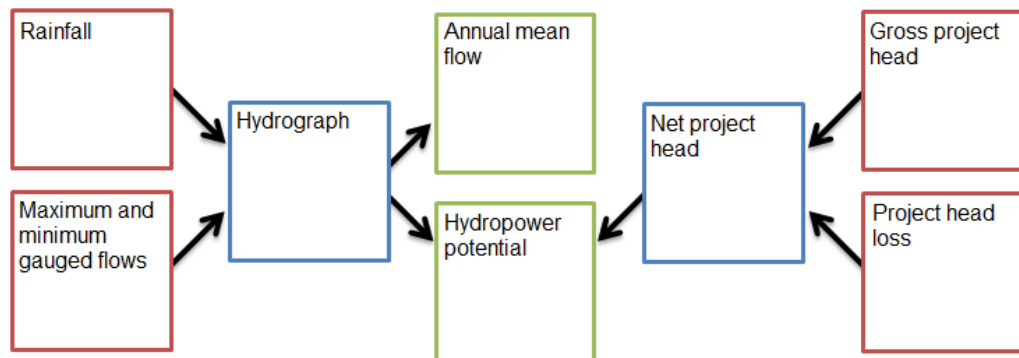 Rainfall
Maximum and
minimum
gauged flows
Hydrograph
Annual mean
flow
Hydropower
potential
Net project
head
Gross project
head
Project head
loss